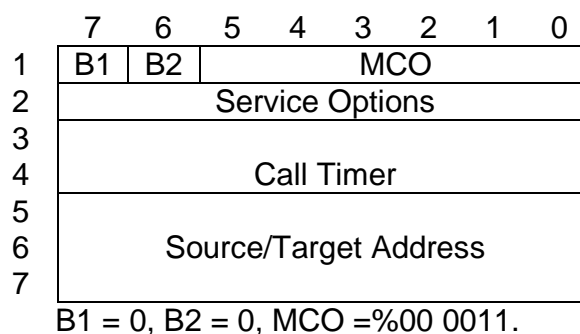 7 6 5 4 3 2 1 0
1 B1 B2 MCO
2 Service Options
3
4 Call Timer
5
6 Source/Target Address
7
B1 = 0, B2 = 0, MCO =%00 0011.